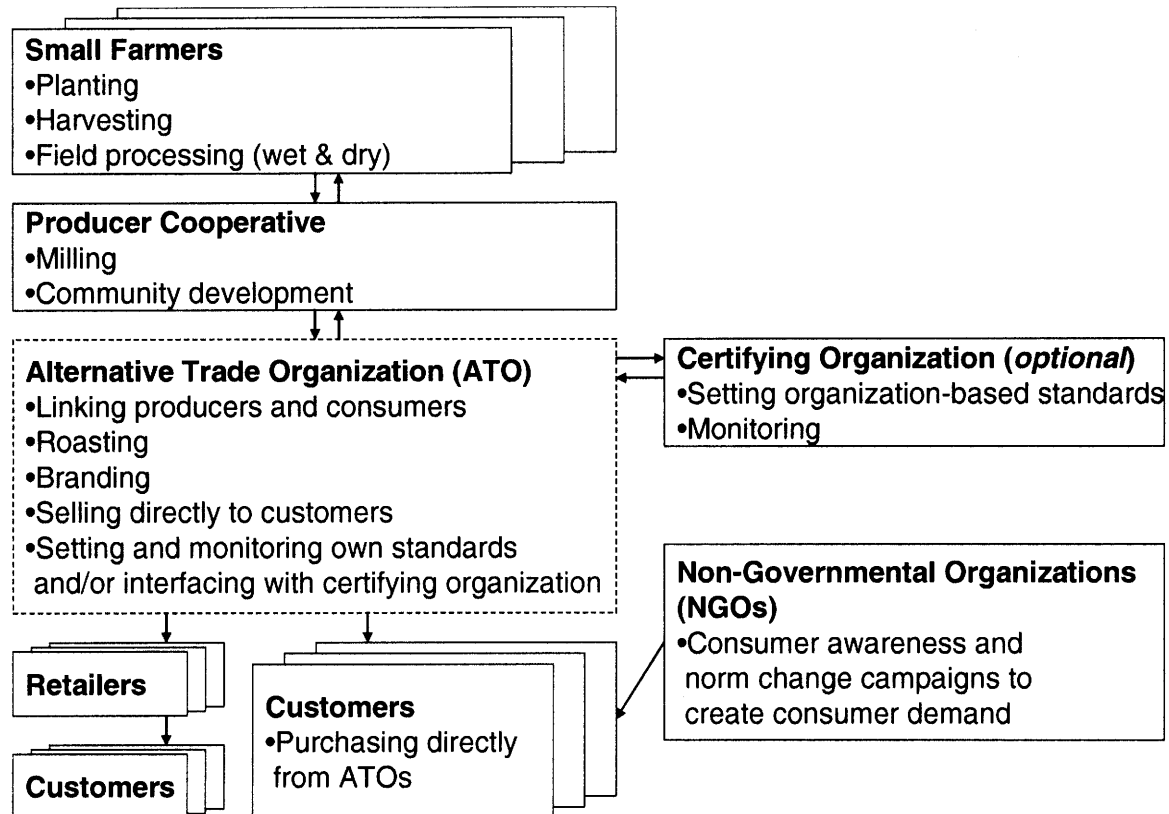 Small Farmers
•Planting
•Harvesting
•Field processing (wet & dry)
Producer Cooperative
•Milling
•Community development
Alternative Trade Organization (ATO)
•Linking producers and consumers
•Roasting
•Branding
•Selling directly to customers
•Setting and monitoring own standards
and/or interfacing with certifying organization
Certifying Organization (optional)
•Setting organization-based standards
•Monitoring
Non-Governmental Organizations
(NGOs)
•Consumer awareness and
norm change campaigns to
create consumer demand
Retailers
Customers
Customers
•Purchasing directly
from ATOs